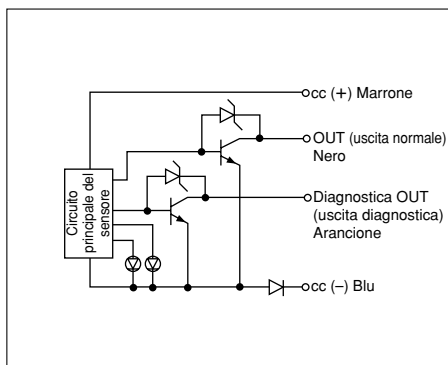 cc (+) Marrone
OUT (uscita normale)
Nero
Circuito
principale del
sensore
Diagnostica OUT
(uscita diagnostica)
Arancione
cc (–) Blu